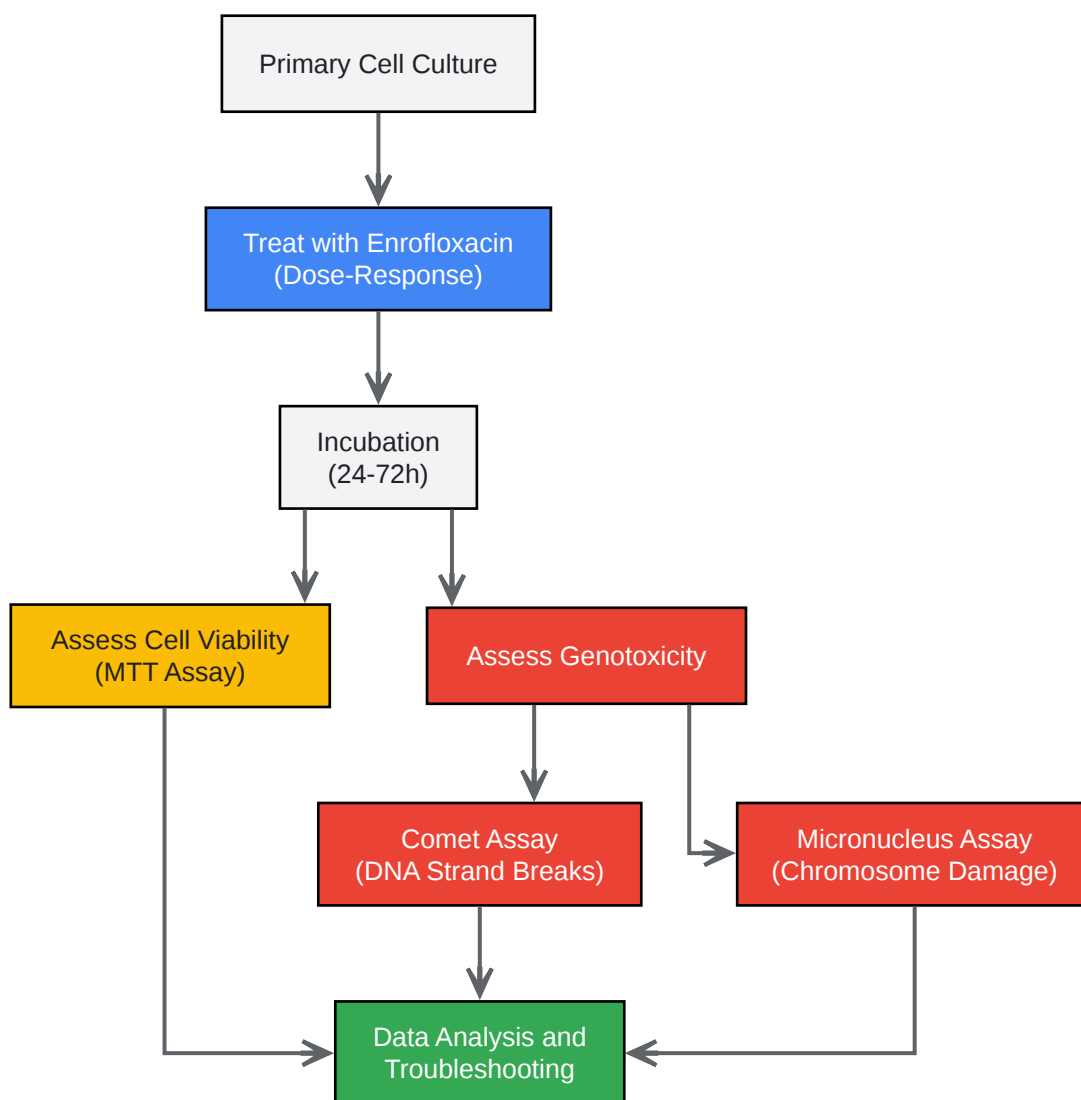 Primary Cell Culture
Treat with Enrofloxacin
(Dose-Response)
Incubation
(24-72h)
Assess Cell Viability
(MTT Assay)
Assess Genotoxicity
Comet Assay
(DNA Strand Breaks)
Micronucleus Assay
(Chromosome Damage)
Data Analysis and
Troubleshooting